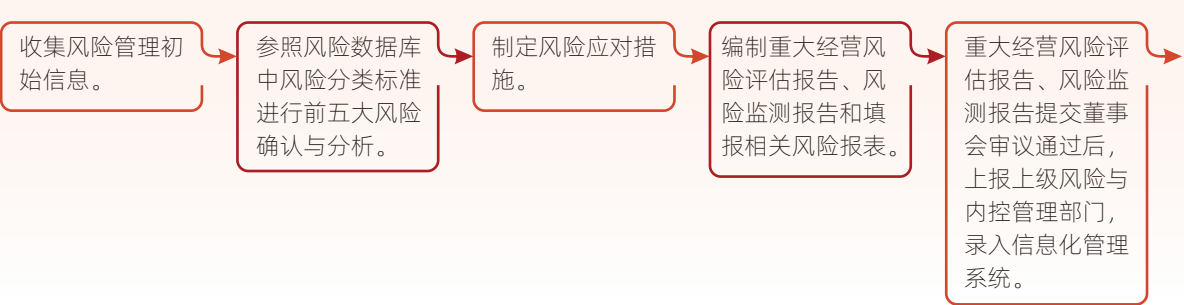 收集风险管理初
始信息。
参照风险数据库
中风险分类标准
进行前五大风险
确认与分析。
制定风险应对措
施。
编制重大经营风
险评估报告、风
险监测报告和填
报相关风险报表。
重大经营风险评
估报告、风险监
测报告提交董事
会审议通过后，
上报上级风险与
内控管理部门，
录入信息化管理
系统。